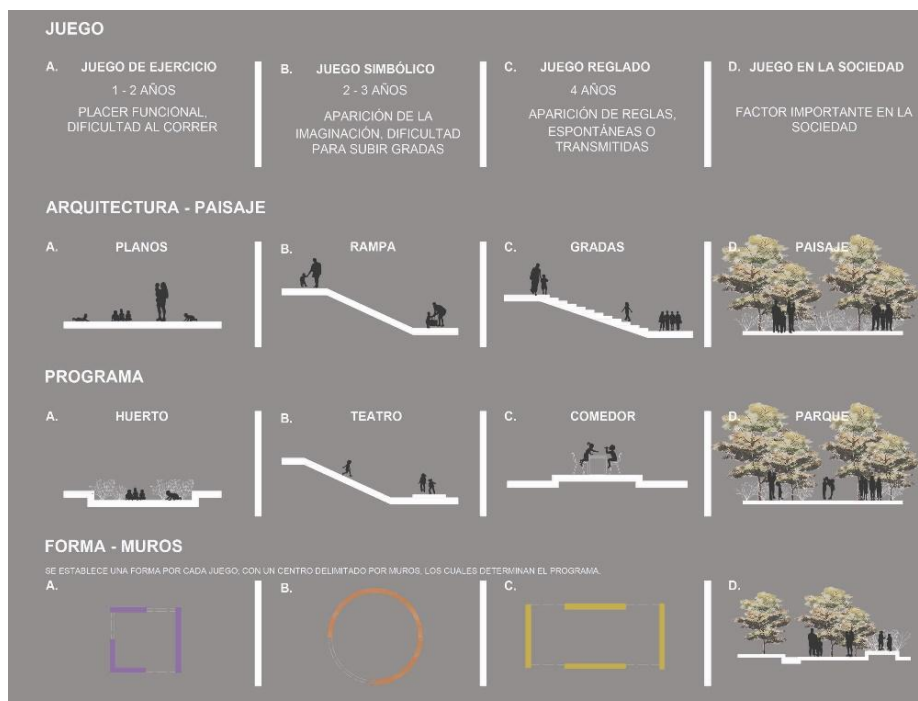 JUEGO
A. JUEGO DE EJERCICIO
1 - 2 AÑOS
PLACER FUNCIONAL,
DIFICULTAD AL CORRER
B. JUEGO SIMBÓLICO
2 - 3 AÑOS
APARICIÓN DE LA
IMAGINACIÓN, DIFICULTAD
PARA SUBIR GRADAS
C. JUEGO REGLADO
4 AÑOS
APARICIÓN DE REGLAS,
ESPONTÁNEAS O
TRANSMITIDAS
D. JUEGO EN LA SOCIEDAD
FACTOR IMPORTANTE EN LA
SOCIEDAD
ARQUITECTURA - PAISAJE
A. PLANOS
B. RAMPA
C. GRADAS
D. PAISAJE
PROGRAMA
A. HUERTO
B. TEATRO
C. COMEDOR
D. PARQUE
FORMA - MUROS
SE ESTABLECE UNA FORMA POR CADA JUEGO; CON UN CENTRO DELIMITADO POR MUROS, LOS CUALES DETERMINAN EL PROGRAMA.
A.
B.
C.
D.